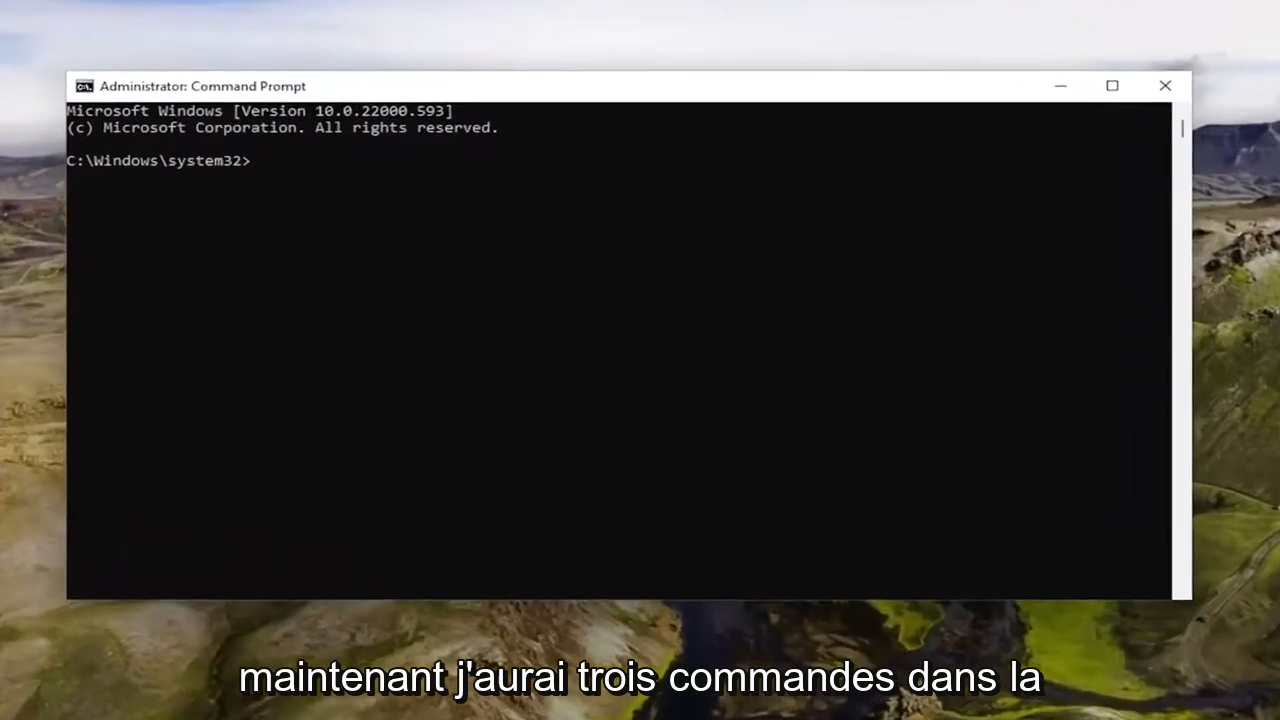 Administrator: Command Prompt
Microsoft Windows [Version 10.0.22000.593]
(c) Microsoft Corporation. All rights reserved.
C:\Windows\system32>
maintenant j'aurai trois commandes dans la